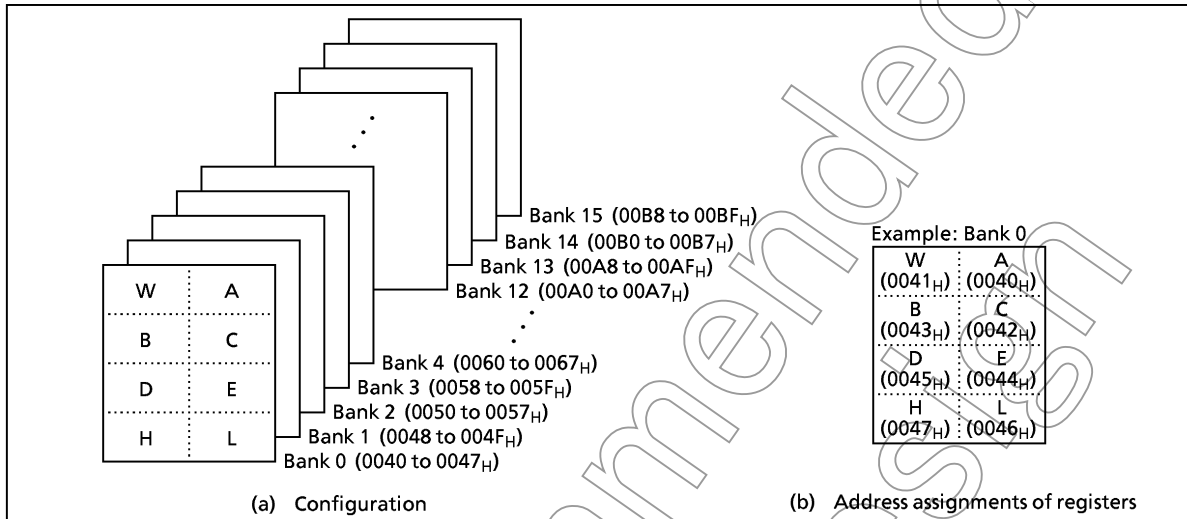 Bank 15 (00B8 to 00BFH)
Bank 14 (00B0 to 00B7H)
Bank 13 (00A8 to 00AFH)
Bank 12 (00A0 to 00A7H)
Bank 4 (0060 to 0067H)
Bank 3 (0058 to 005FH)
Bank 2 (0050 to 0057H)
Bank 1 (0048 to 004FH)
Bank 0 (0040 to 0047H)
W A
B C
D E
H L
(a) Configuration
Example: Bank 0
W A
(0041H) (0040H)
B C
(0043H) (0042H)
D E
(0045H) (0044H)
H L
(0047H) (0046H)
(b) Address assignments of registers